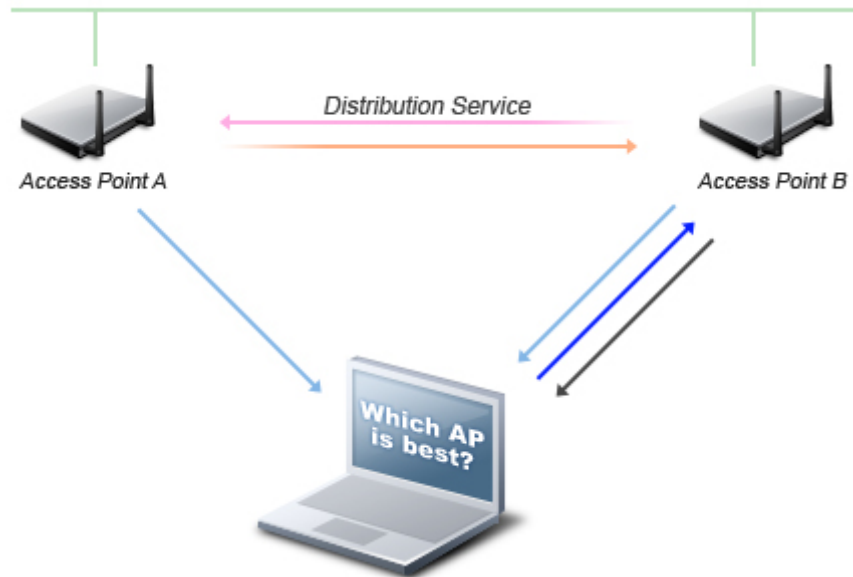 Distribution Service
Access Point A
Access Point B
Which AP
is best?